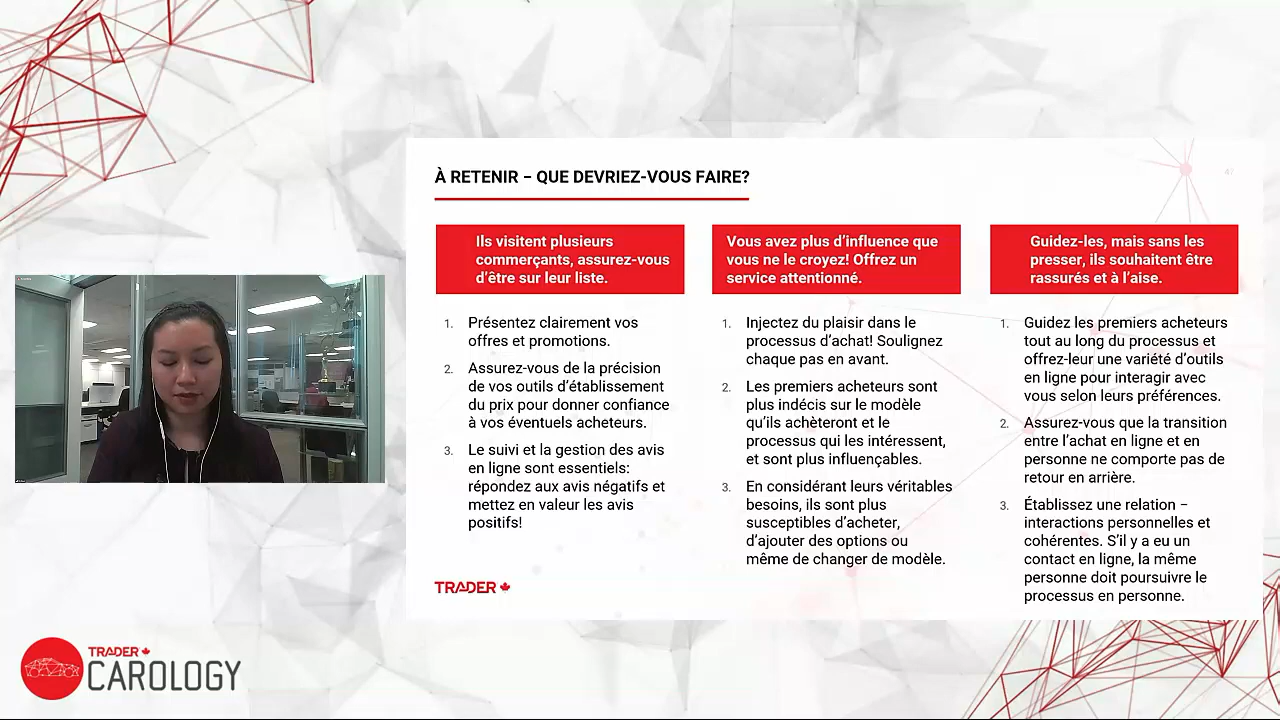 À RETENIR – QUE DEVRIEZ-VOUS FAIRE?
47
Ils visitent plusieurs
commerçants, assurez-vous
d'être sur leur liste.
1. Présentez clairement vos
offres et promotions.
2. Assurez-vous de la précision
de vos outils d'établissement
du prix pour donner confiance
à vos éventuels acheteurs.
3. Le suivi et la gestion des avis
en ligne sont essentiels:
répondez aux avis négatifs et
mettez en valeur les avis
positifs!
Vous avez plus d'influence que
vous ne le croyez! Offrez un
service attentionné.
1. Injectez du plaisir dans le
processus d'achat! Soulignez
chaque pas en avant.
2. Les premiers acheteurs sont
plus indécis sur le modèle
qu'ils achèteront et le
processus qui les intéressent,
et sont plus influençables.
3. En considérant leurs véritables
besoins, ils sont plus
susceptibles d'acheter,
d'ajouter des options ou
même de changer de modèle.
Guidez-les, mais sans les
presser, ils souhaitent être
rassurés et à l'aise.
1. Guidez les premiers acheteurs
tout au long du processus et
offrez-leur une variété d'outils
en ligne pour interagir avec
vous selon leurs préférences.
2. Assurez-vous que la transition
entre l'achat en ligne et en
personne ne comporte pas de
retour en arrière.
3. Établissez une relation –
interactions personnelles et
cohérentes. S'il y a eu un
contact en ligne, la même
personne doit poursuivre le
processus en personne.
TRADER
TRADER
CAROLOGY